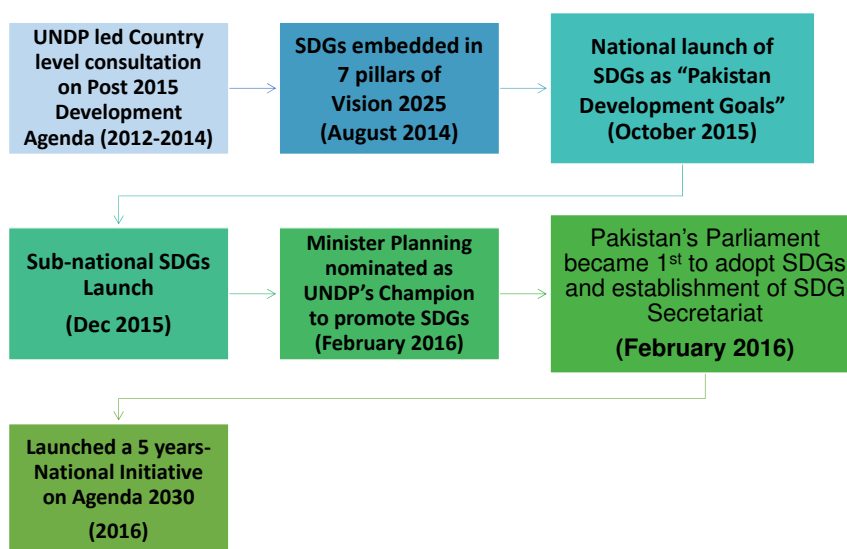 UNDP led Country
level consultation
on Post 2015
Development
Agenda (2012-2014)
SDGs embedded in
7 pillars of
Vision 2025
(August 2014)
National launch of
SDGs as “Pakistan
Development Goals”
(October 2015)
Sub-national SDGs
Launch
(Dec 2015)
Minister Planning
nominated as
UNDP’s Champion
to promote SDGs
(February 2016)
Pakistan’s Parliament
became 1st to adopt SDGs
and establishment of SDG
Secretariat
(February 2016)
Launched a 5 years-
National Initiative
on Agenda 2030
(2016)